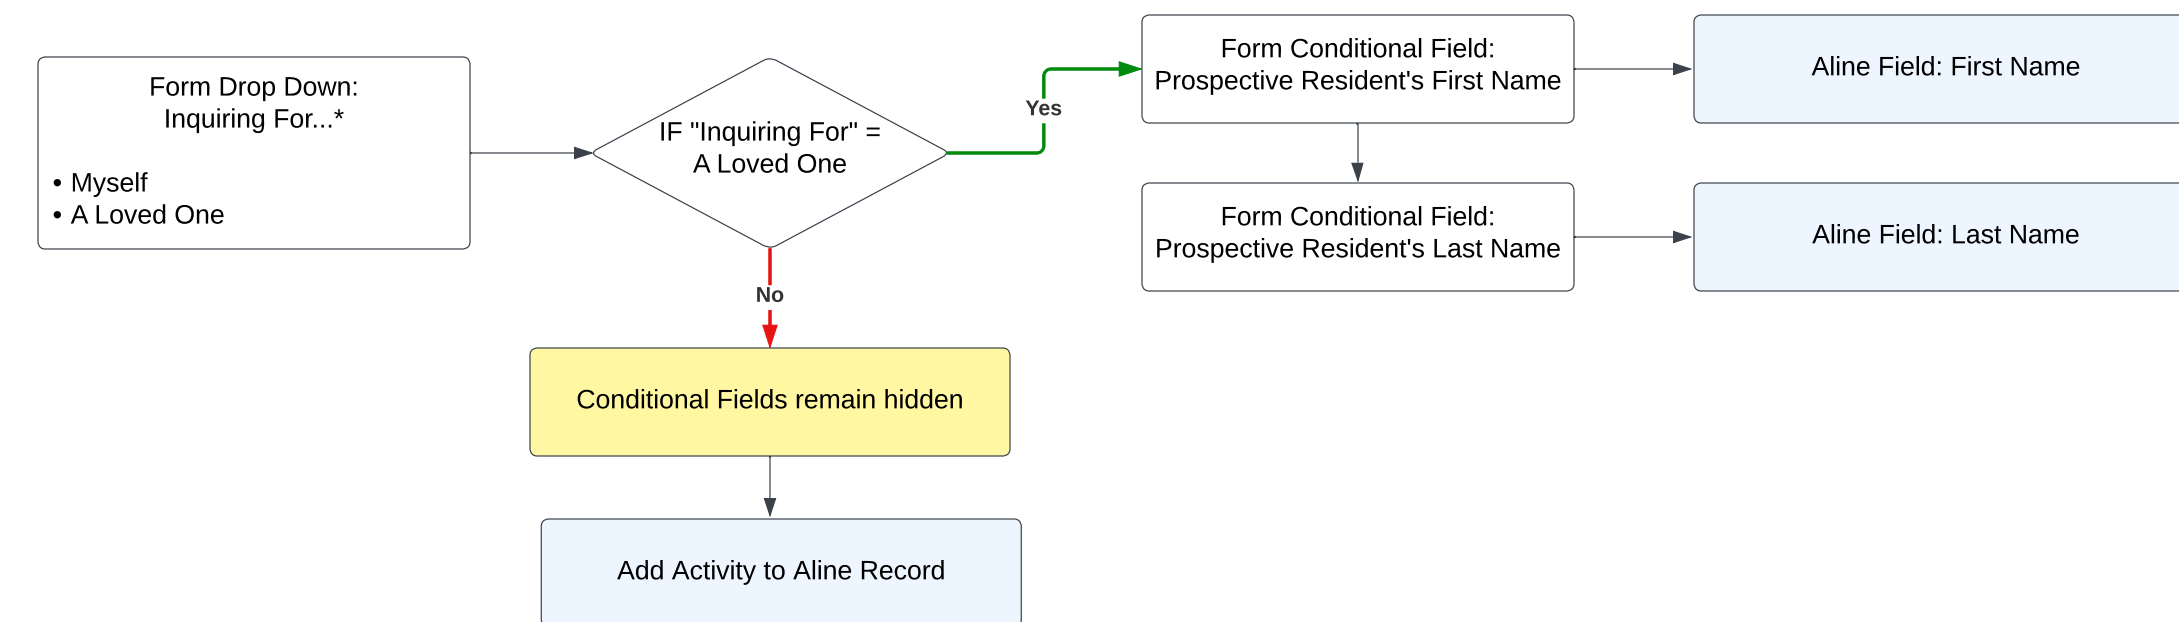 Form Drop Down:
Inquiring For...*
• Myself
• A Loved One
IF "Inquiring For" =
A Loved One
Yes
Form Conditional Field:
Prospective Resident's First Name
Aline Field: First Name
Form Conditional Field:
Prospective Resident's Last Name
Aline Field: Last Name
No
Conditional Fields remain hidden
Add Activity to Aline Record